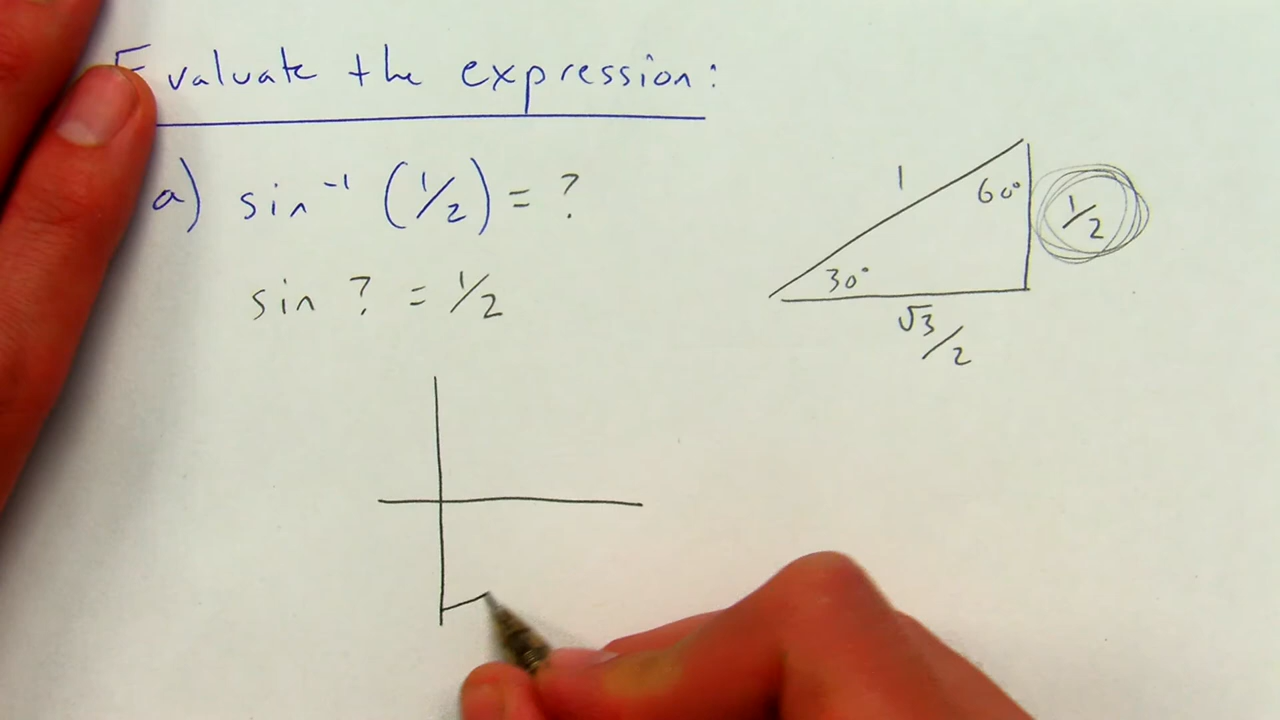 Evaluate the expression:
a) sin⁻¹ (1/2) = ?
sin ? = 1/2
1
60°
1/2
30°
√3/2